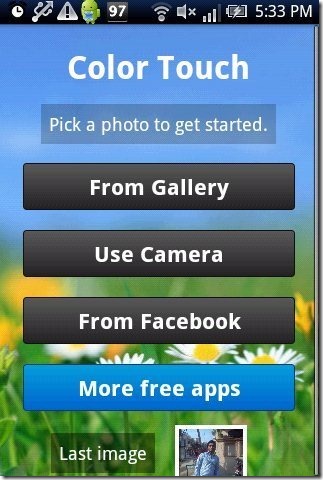 97 5:33 PM
Color Touch
Pick a photo to get started.
From Gallery
Use Camera
From Facebook
More free apps
Last image